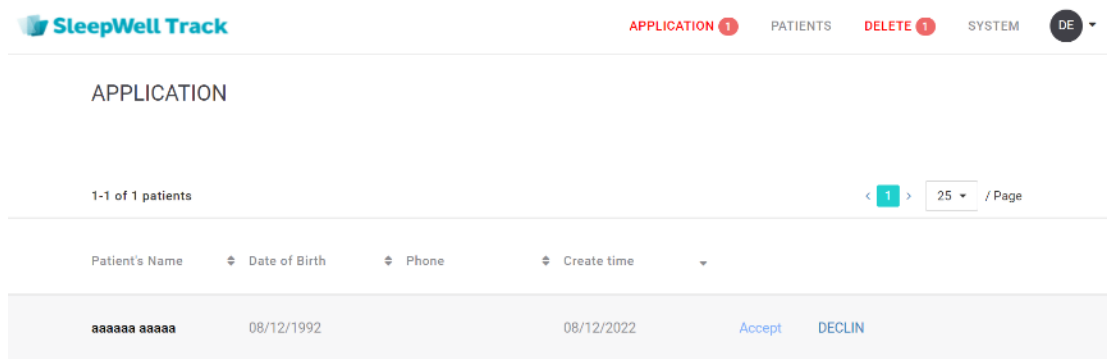 SleepWell Track APPLICATION 1 PATIENTS DELETE 1 SYSTEM DE
APPLICATION
1-1 of 1 patients < 1 > 25 / Page
Patient's Name Date of Birth Phone Create time
aaaaaa aaaaa 08/12/1992 08/12/2022 Accept DECLIN